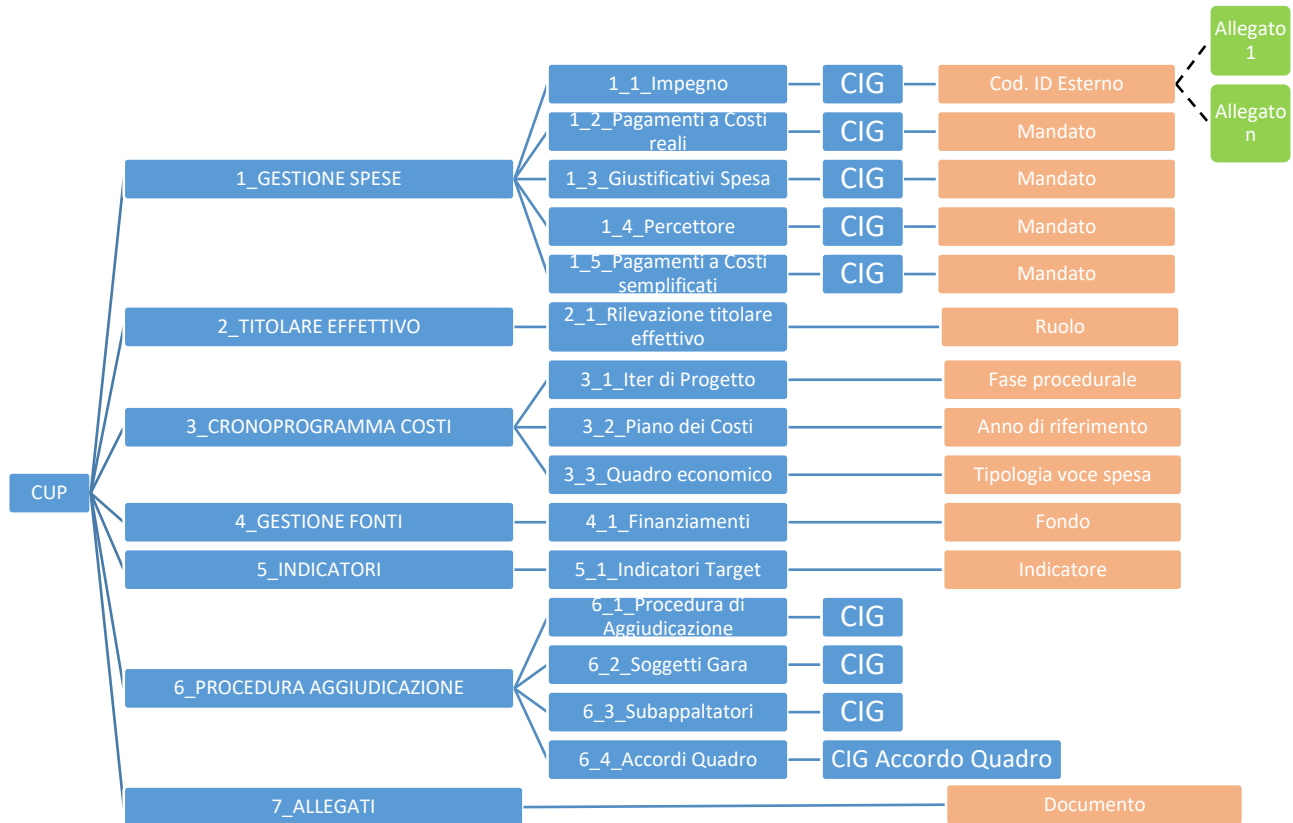 Allegato
1
1_1_Impegno
CIG
Cod. ID Esterno
Allegato
n
1_2_Pagamenti a Costi
reali
CIG
Mandato
1_GESTIONE SPESE
1_3_Giustificativi Spesa
CIG
Mandato
1_4_Percettore
CIG
Mandato
1_5_Pagamenti a Costi
semplificati
CIG
Mandato
2_TITOLARE EFFETTIVO
2_1_Rilevazione titolare
effettivo
Ruolo
3_1_Iter di Progetto
Fase procedurale
3_CRONOPROGRAMMA COSTI
3_2_Piano dei Costi
Anno di riferimento
3_3_Quadro economico
Tipologia voce spesa
CUP
4_GESTIONE FONTI
4_1_Finanziamenti
Fondo
5_INDICATORI
5_1_Indicatori Target
Indicatore
6_1_Procedura di
Aggiudicazione
CIG
6_2_Soggetti Gara
CIG
6_PROCEDURA AGGIUDICAZIONE
6_3_Subappaltatori
CIG
6_4_Accordi Quadro
CIG Accordo Quadro
7_ALLEGATI
Documento